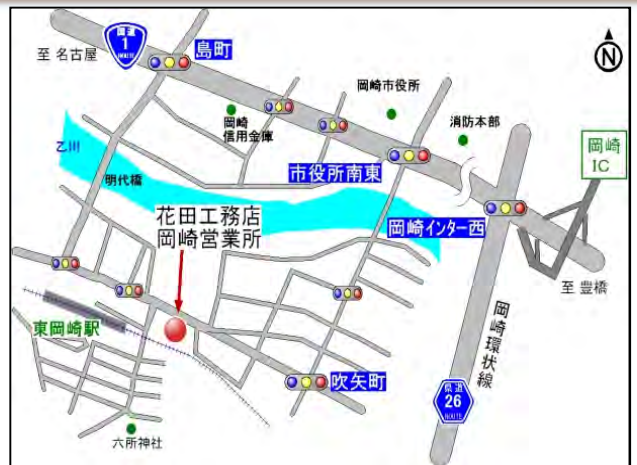 国道
1
ROUTE
島町
至 名古屋
N
岡崎市役所
消防本部
岡崎
信用金庫
岡崎
IC
乙川
明代橋
市役所南東
花田工務店
岡崎営業所
岡崎インター西
至 豊橋
岡崎環状線
東岡崎駅
吹矢町
県道
26
ROUTE
六所神社